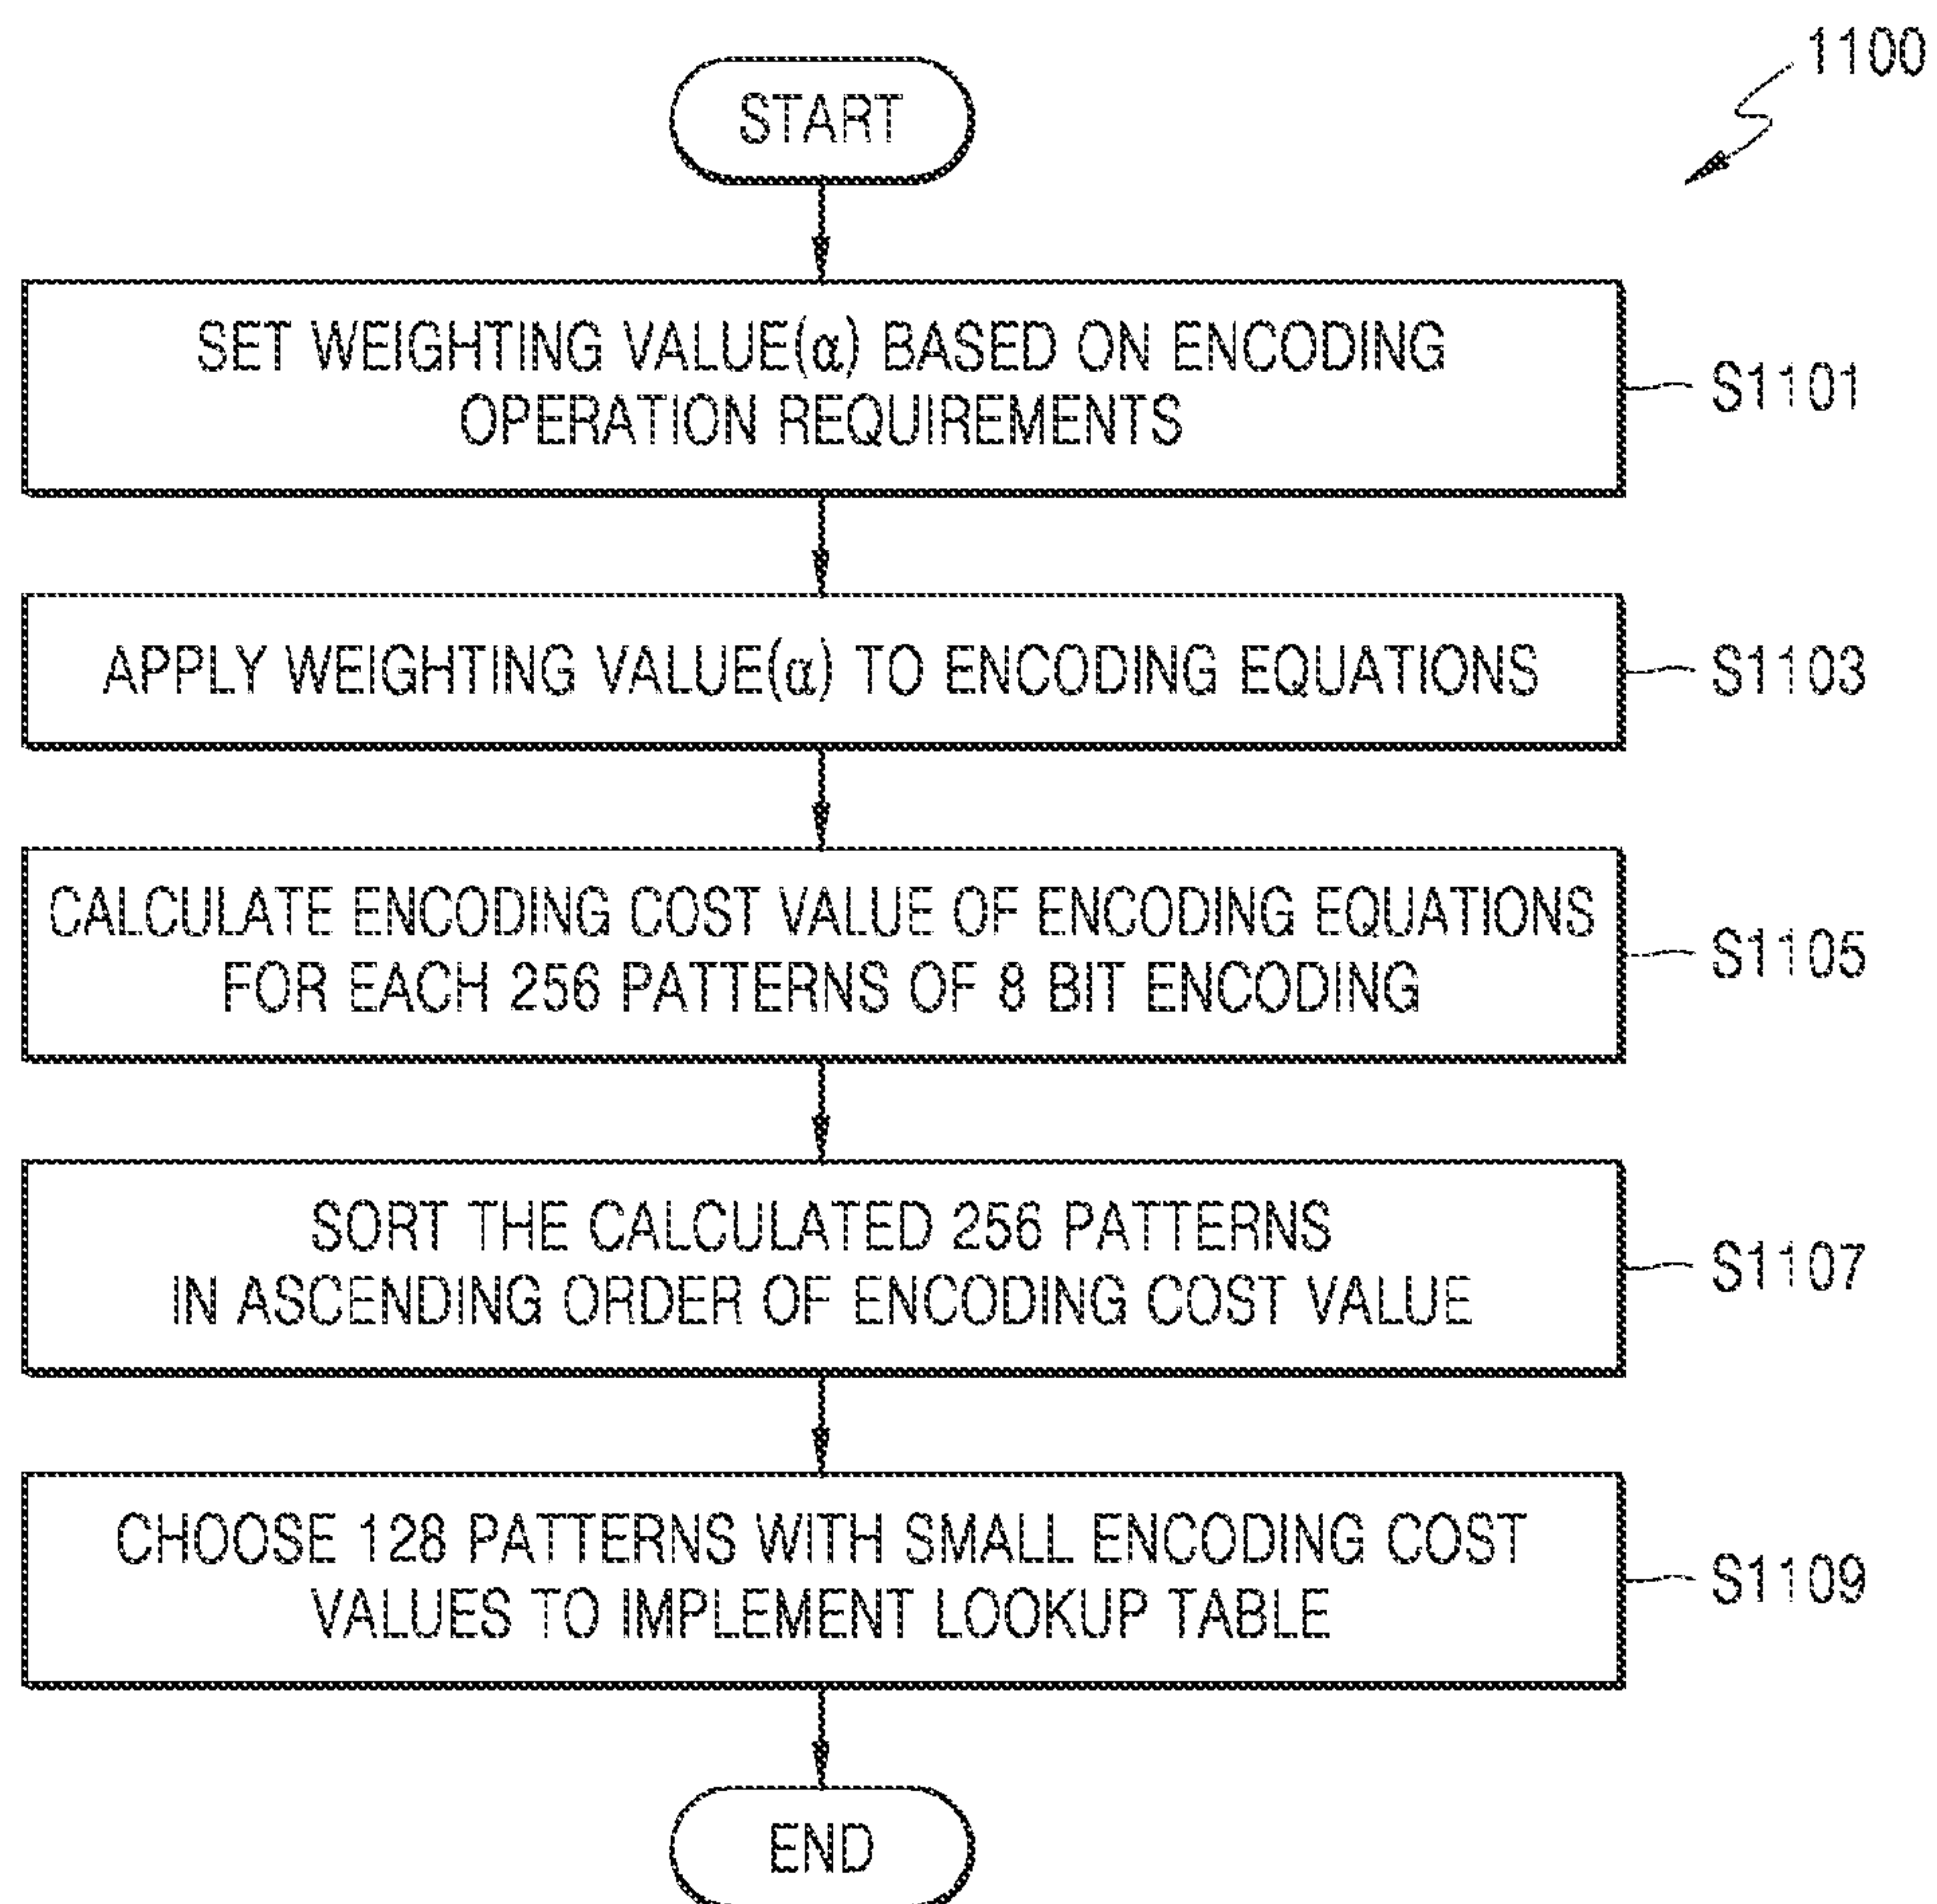 1100
START
SET WEIGHTING VALUE(α) BASED ON ENCODING
OPERATION REQUIREMENTS
S1101
APPLY WEIGHTING VALUE(α) TO ENCODING EQUATIONS
S1103
CALCULATE ENCODING COST VALUE OF ENCODING EQUATIONS
FOR EACH 256 PATTERNS OF 8 BIT ENCODING
S1105
SORT THE CALCULATED 256 PATTERNS
IN ASCENDING ORDER OF ENCODING COST VALUE
S1107
CHOOSE 128 PATTERNS WITH SMALL ENCODING COST
VALUES TO IMPLEMENT LOOKUP TABLE
S1109
END